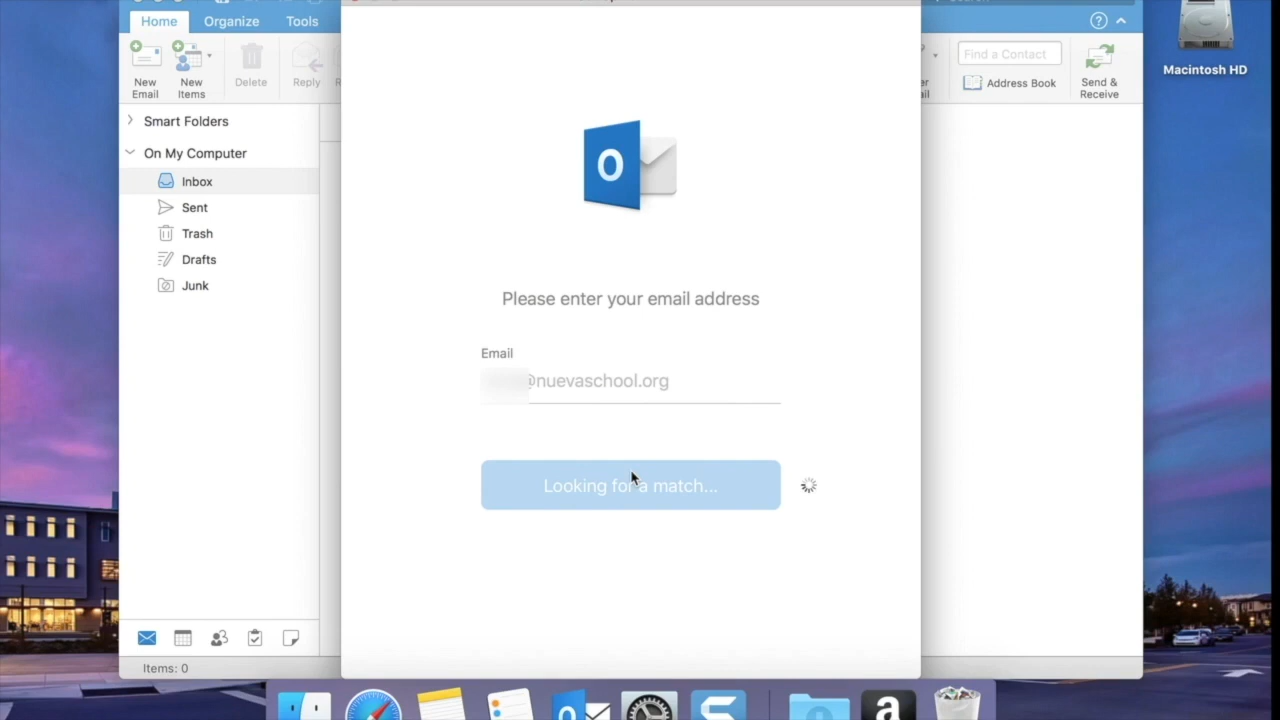 Home Organize Tools
Find a Contact
New Email
New Items
Delete
Reply
Address Book
Send & Receive
Macintosh HD
Smart Folders
On My Computer
Inbox
Sent
Trash
Drafts
Junk
O
Please enter your email address
Email
@nuevaschool.org
Looking for a match...
Items: 0